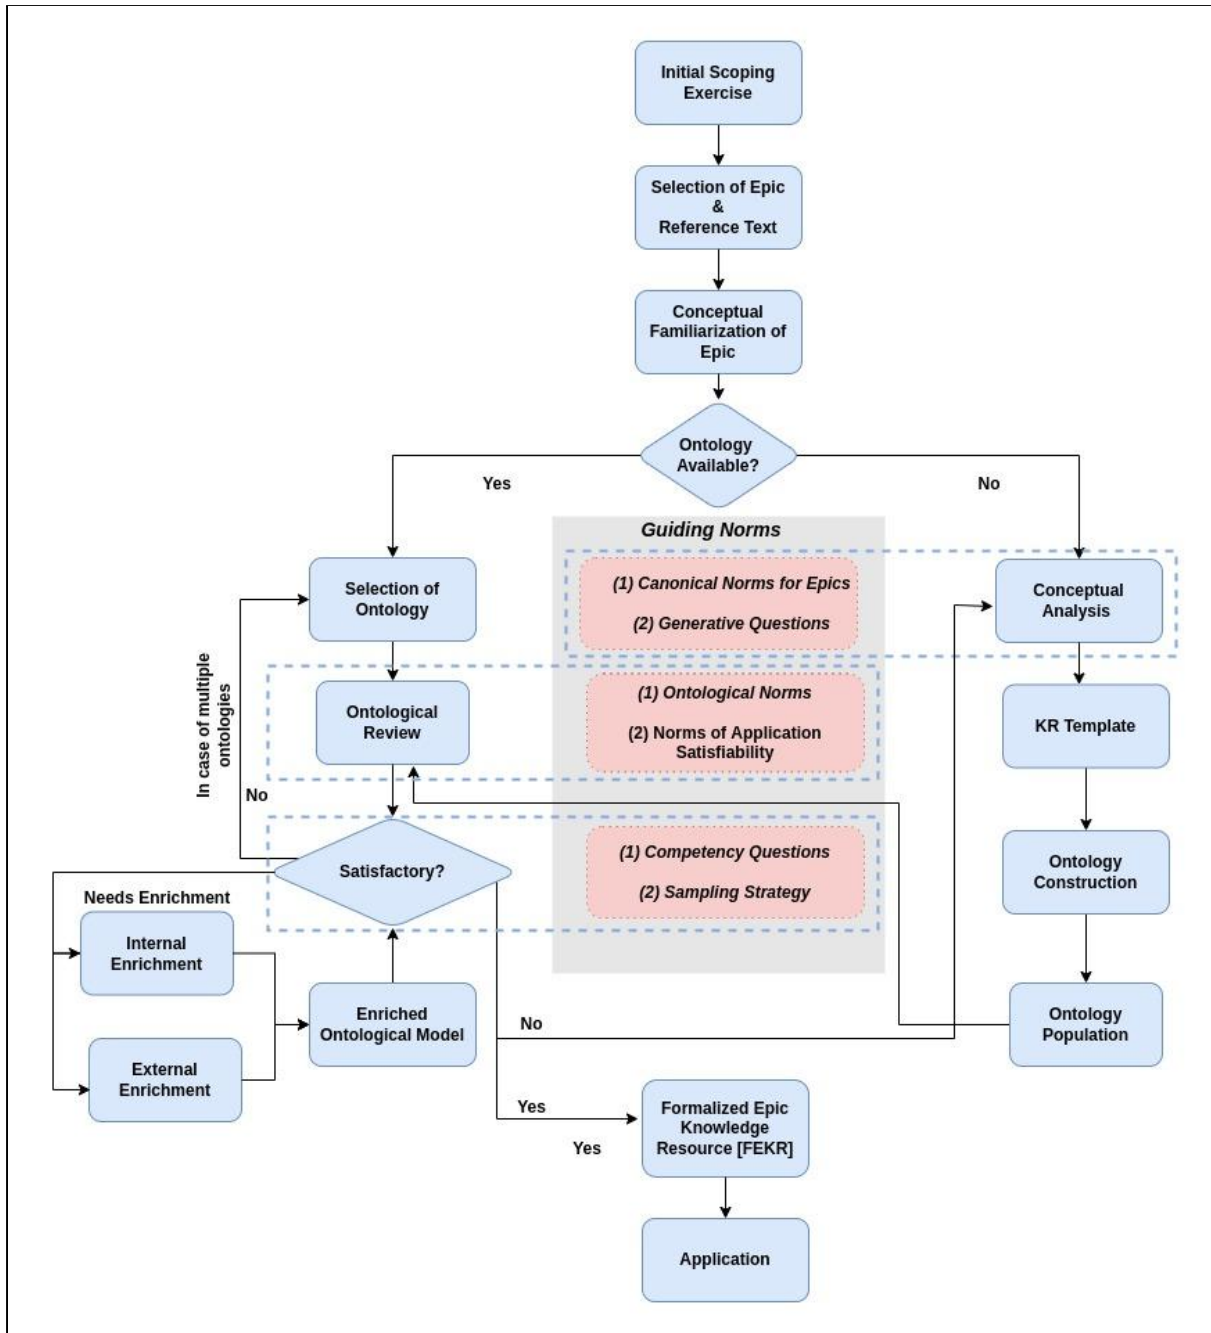 Initial Scoping
Exercise
Selection of Epic
&
Reference Text
Conceptual
Familiarization of
Epic
Ontology
Available?
Yes
No
Guiding Norms
Selection of
Ontology
(1) Canonical Norms for Epics
(2) Generative Questions
Conceptual
Analysis
In case of multiple
ontologies
Ontological
Review
(1) Ontological Norms
(2) Norms of Application
Satisfiability
KR Template
No
Satisfactory?
(1) Competency Questions
(2) Sampling Strategy
Ontology
Construction
Needs Enrichment
Internal
Enrichment
Enriched
Ontological Model
Ontology
Population
No
External
Enrichment
Yes
Yes
Formalized Epic
Knowledge
Resource [FEKR]
Application